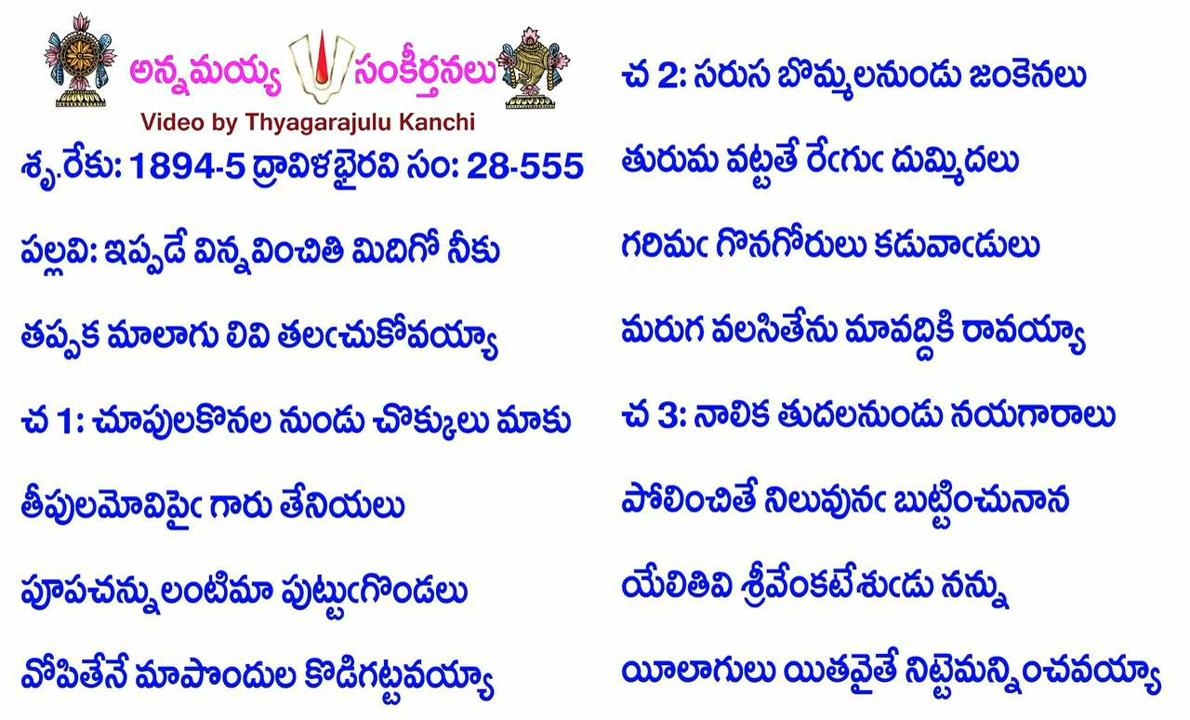 అన్నమయ్య సంకీర్తనలు
Video by Thyagarajulu Kanchi
శృ.రేకు: 1894-5 ద్రావిళభైరవి సం: 28-555
పల్లవి: ఇప్పడే విన్నవించితి మిదిగో నీకు
తప్పక మాలాగు లివి తలఁచుకోవయ్యా
చ 1: చూపులకొనల నుండు చొక్కులు మాకు
తీపులమోవిపైఁ గారు తేనియలు
పూపచన్నులంటిమా పుట్టుఁగొండలు
వోపితేనే మాపొందుల కొడిగట్టవయ్యా
చ 2: సరుస బొమ్మలనుండు జంకెనలు
తురుమ వట్టతే రేఁగుఁ దుమ్మిదలు
గరిమఁ గొనగోరులు కడువాఁడులు
మరుగ వలసితేను మావద్దికి రావయ్యా
చ 3: నాలిక తుదలనుండు నయగారాలు
పోలించితే నిలువునఁ బుట్టించునాన
యేలితివి శ్రీవేంకటేశుఁడు నన్ను
యీలాగులు యితవైతే నిట్టెమన్నించవయ్యా